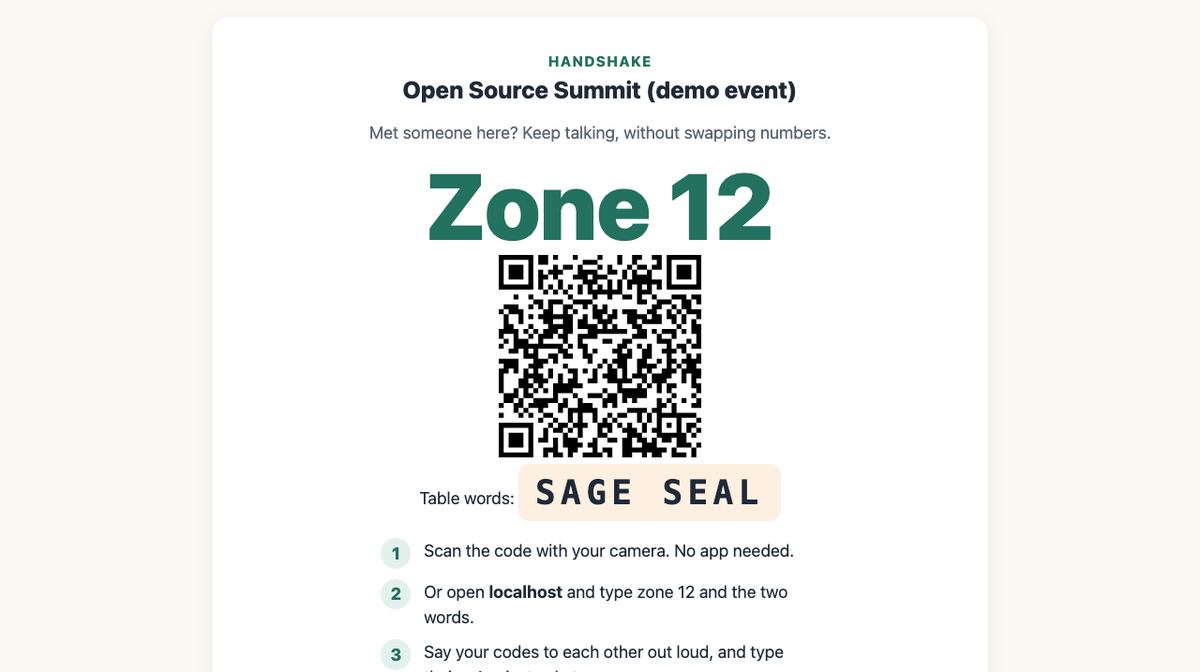 HANDSHAKE
Open Source Summit (demo event)
Met someone here? Keep talking, without swapping numbers.
Zone 12
Table words: SAGE SEAL
1 Scan the code with your camera. No app needed.
2 Or open localhost and type zone 12 and the two
words.
3 Say your codes to each other out loud, and type